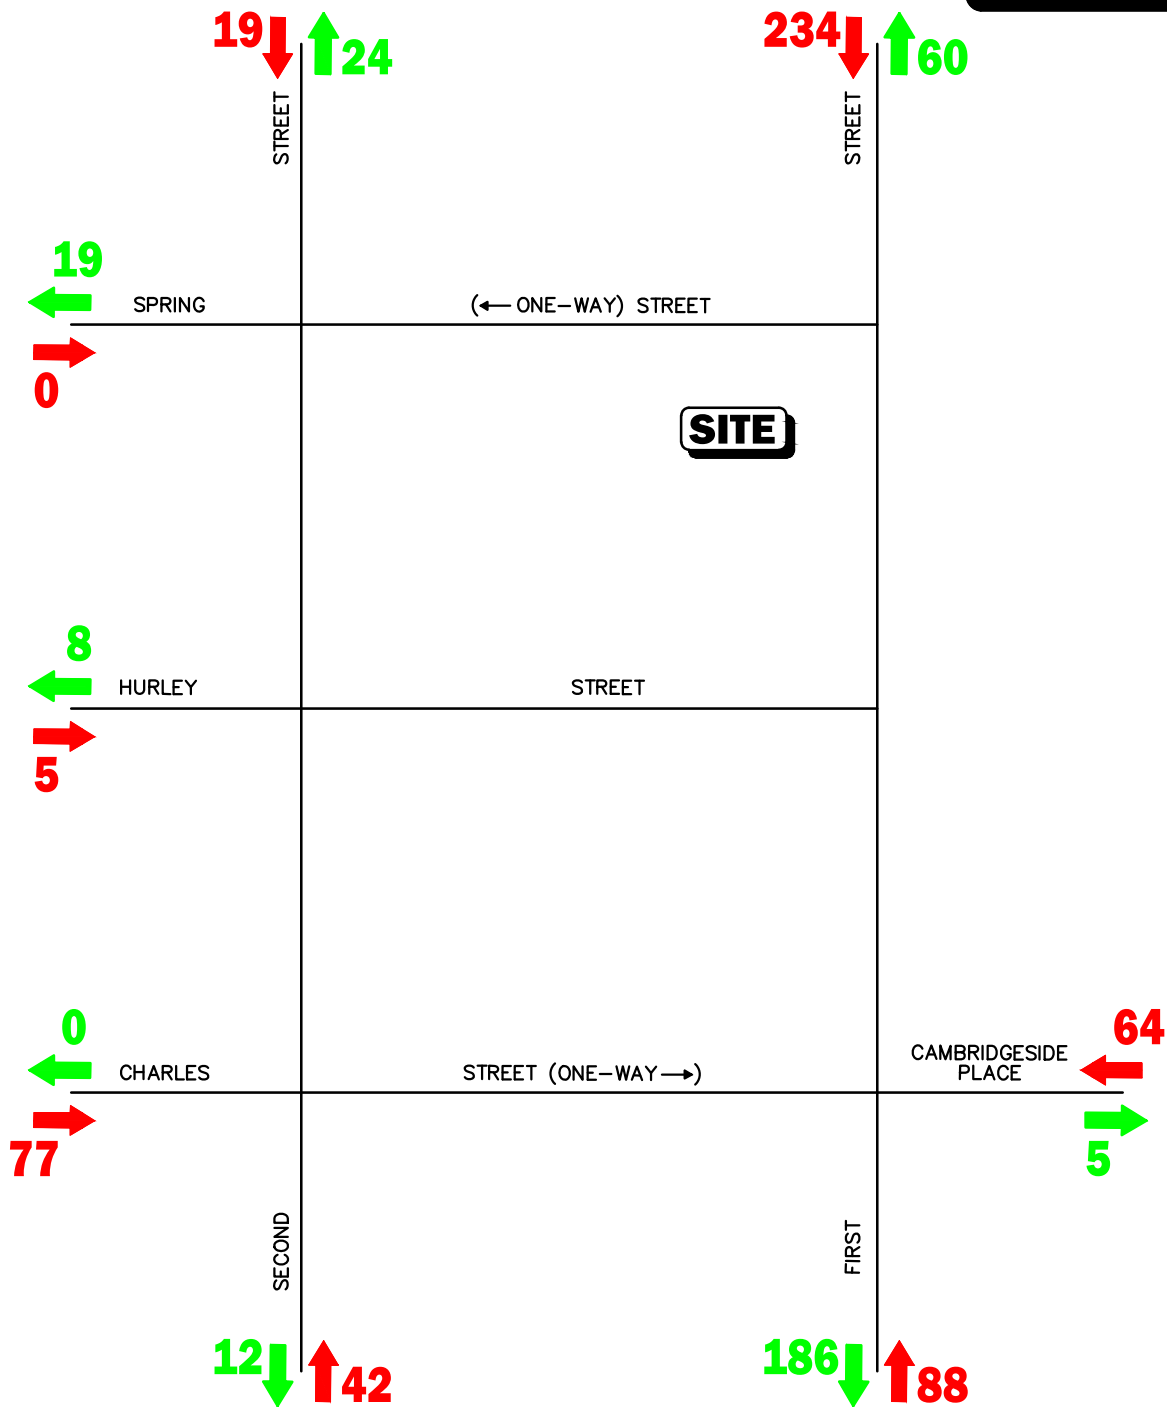 19
24
234
60
STREET
STREET
19
SPRING
(← ONE-WAY) STREET
0
SITE
8
HURLEY
STREET
5
0
CHARLES
STREET (ONE-WAY →)
CAMBRIDGESIDE
PLACE
64
77
5
SECOND
FIRST
12
42
186
88